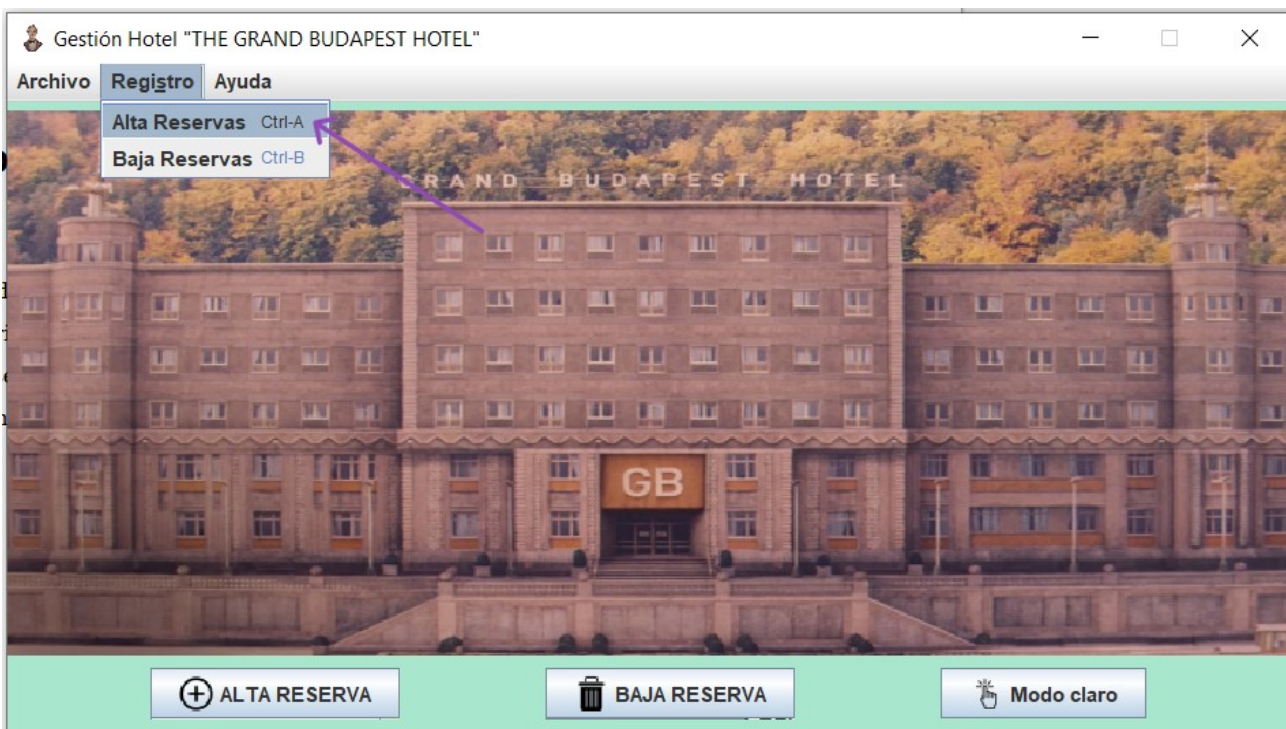 Gestión Hotel "THE GRAND BUDAPEST HOTEL"
Archivo Registro Ayuda
Alta Reservas Ctrl-A
Baja Reservas Ctrl-B
GRAND BUDAPEST HOTEL
GB
ALTA RESERVA BAJA RESERVA Modo claro